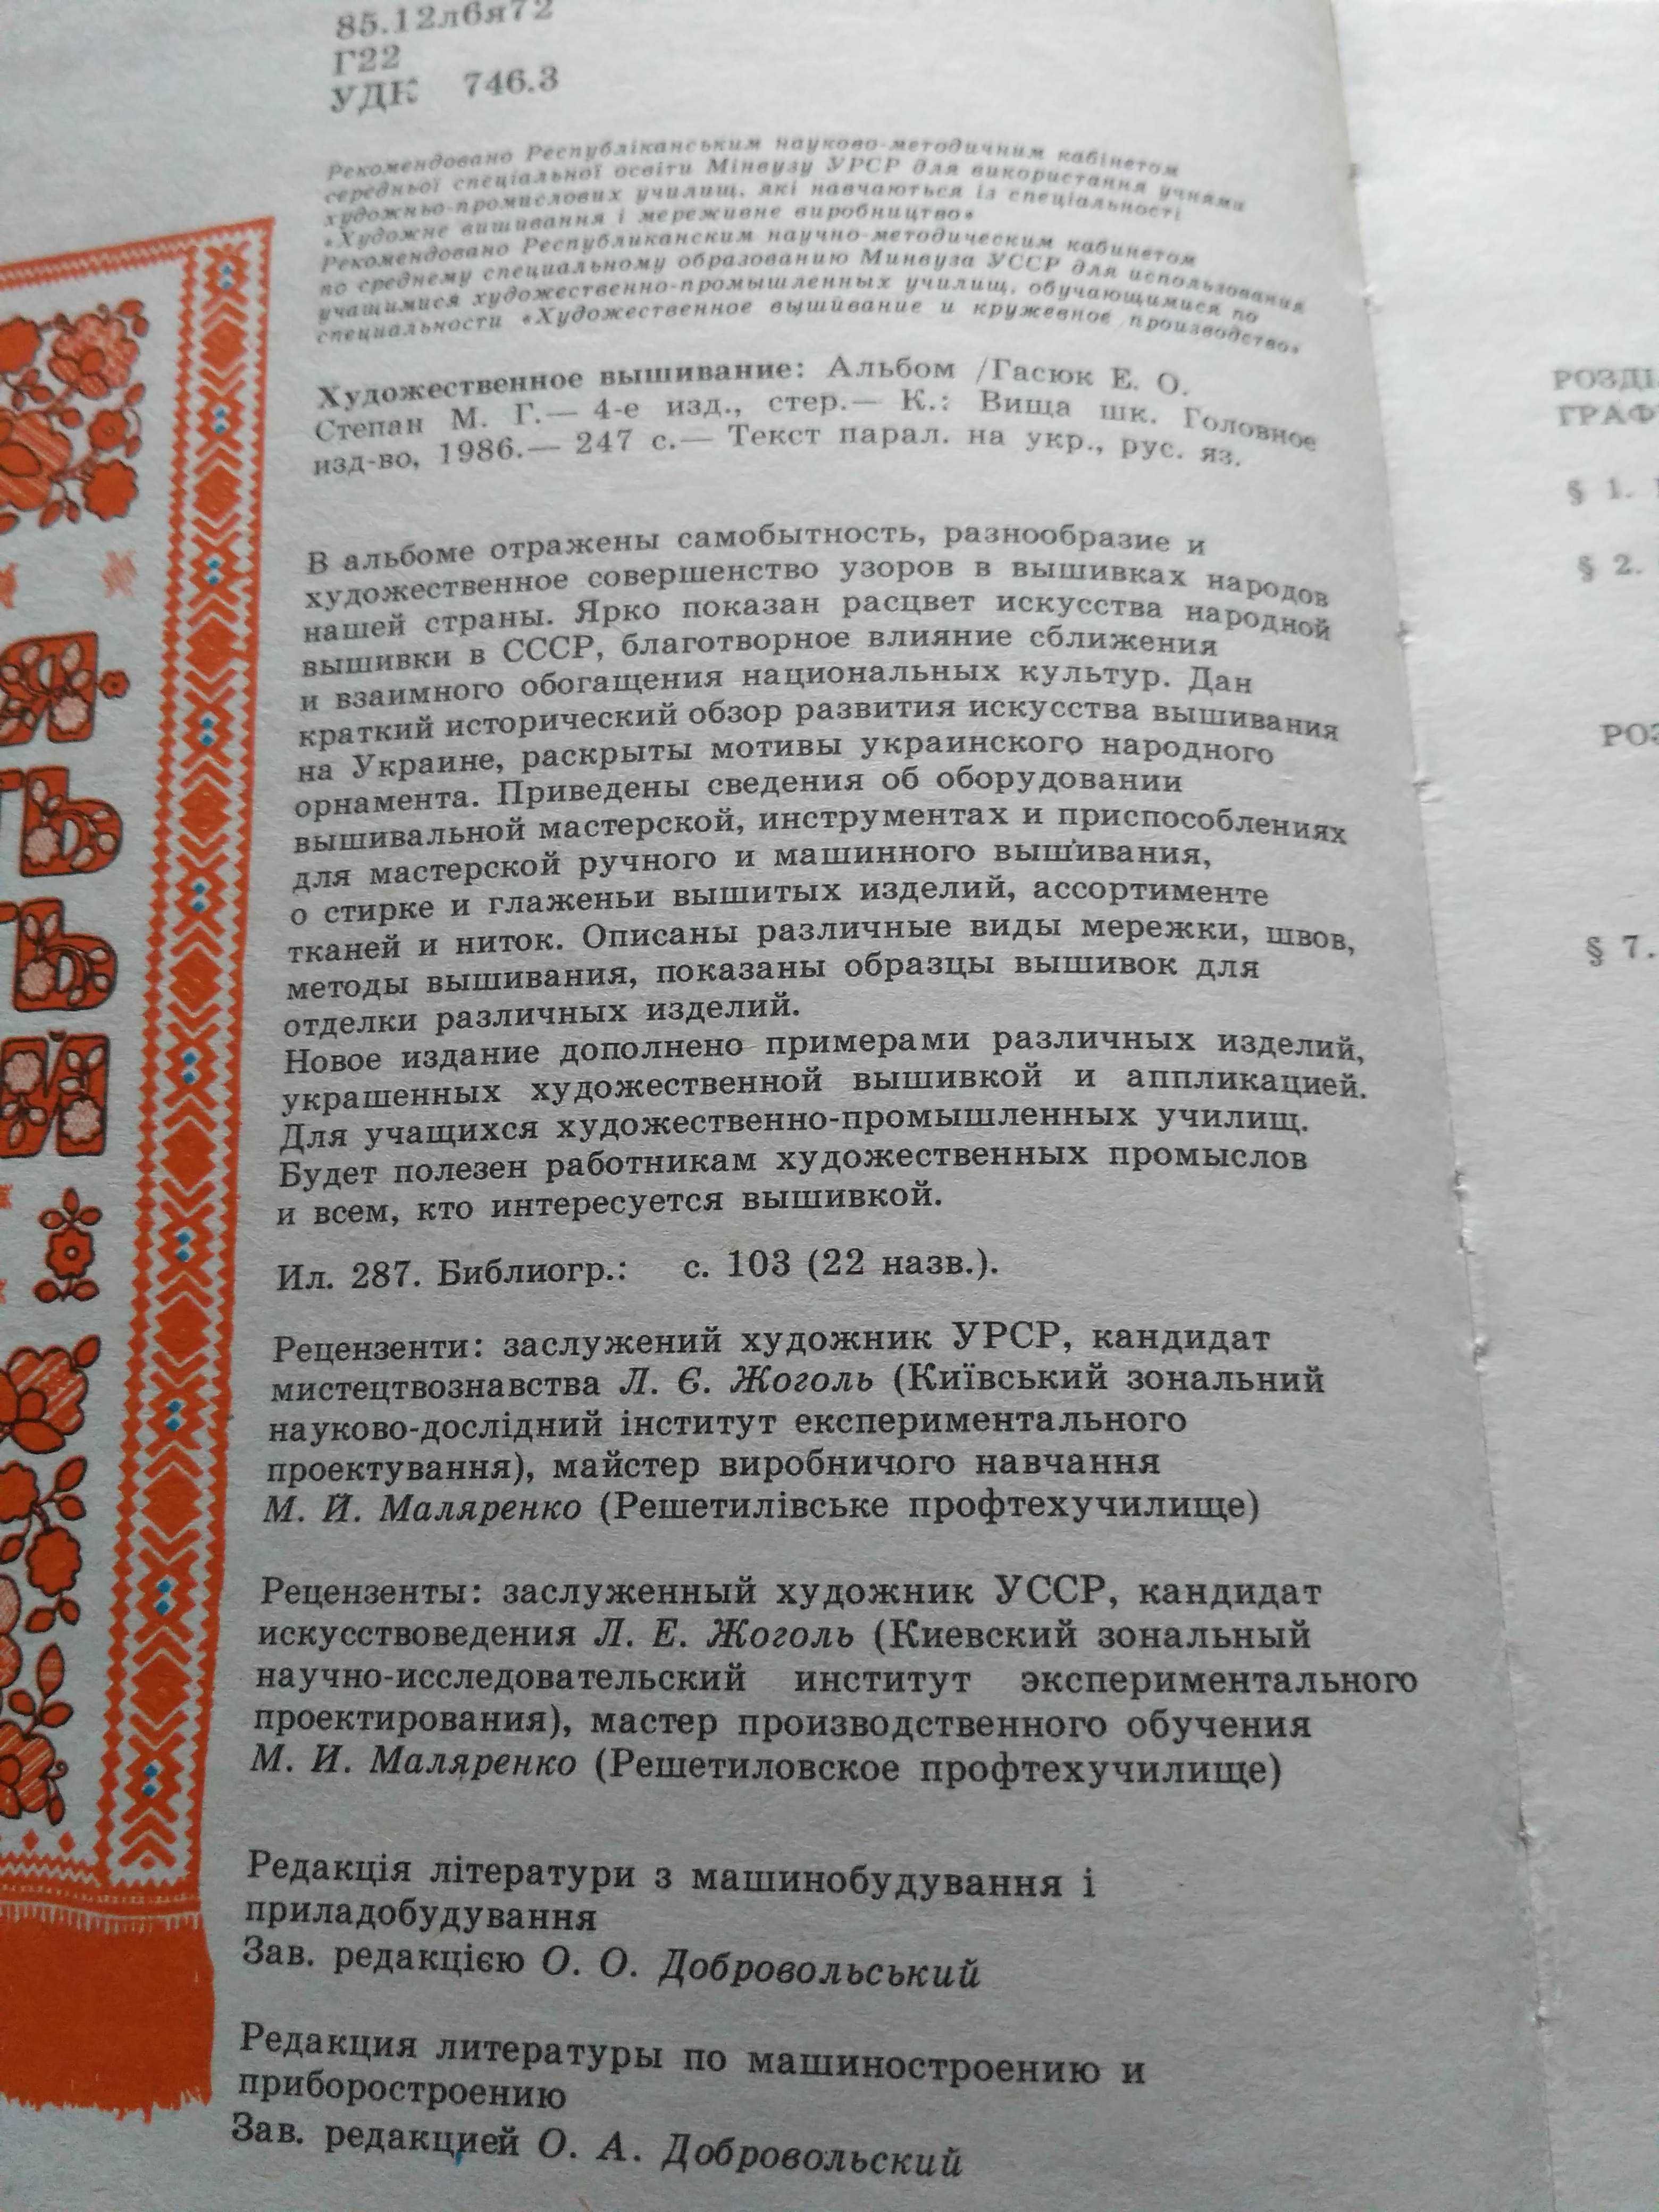 85.12лбя72
Г22
УДК 746.3
Рекомендовано Республіканським науково-методичним кабінетом
середньої спеціальної освіти Мінвузу УРСР для використання учнями
художньо-промислових училищ, які навчаються із спеціальності
«Художнє вишивання і мереживне виробництво»
Рекомендовано Республиканским научно-методическим кабинетом
по среднему специальному образованию Минвуза УССР для использования
учащимися художественно-промышленных училищ, обучающимися по
специальности «Художественное вышивание и кружевное производство»
Художественное вышивание: Альбом /Гасюк Е. О.
Степан М. Г.— 4-е изд., стер.— К.: Вища шк. Головное
изд-во, 1986.— 247 с.— Текст парал. на укр., рус. яз.
В альбоме отражены самобытность, разнообразие и
художественное совершенство узоров в вышивках народов
нашей страны. Ярко показан расцвет искусства народной
вышивки в СССР, благотворное влияние сближения
и взаимного обогащения национальных культур. Дан
краткий исторический обзор развития искусства вышивания
на Украине, раскрыты мотивы украинского народного
орнамента. Приведены сведения об оборудовании
вышивальной мастерской, инструментах и приспособлениях
для мастерской ручного и машинного вышивания,
о стирке и глаженьи вышитых изделий, ассортименте
тканей и ниток. Описаны различные виды мережки, швов,
методы вышивания, показаны образцы вышивок для
отделки различных изделий.
Новое издание дополнено примерами различных изделий,
украшенных художественной вышивкой и аппликацией.
Для учащихся художественно-промышленных училищ.
Будет полезен работникам художественных промыслов
и всем, кто интересуется вышивкой.
Ил. 287. Библиогр.: с. 103 (22 назв.).
Рецензенти: заслужений художник УРСР, кандидат
мистецтвознавства Л. Є. Жоголь (Київський зональний
науково-дослідний інститут експериментального
проектування), майстер виробничого навчання
М. Й. Маляренко (Решетилівське профтехучилище)
Рецензенты: заслуженный художник УССР, кандидат
искусствоведения Л. Е. Жоголь (Киевский зональный
научно-исследовательский институт экспериментального
проектирования), мастер производственного обучения
М. И. Маляренко (Решетиловское профтехучилище)
Редакція літератури з машинобудування і
приладобудування
Зав. редакцією О. О. Добровольський
Редакция литературы по машиностроению и
приборостроению
Зав. редакцией О. А. Добровольский
§ 1.
§ 2.
§ 7.